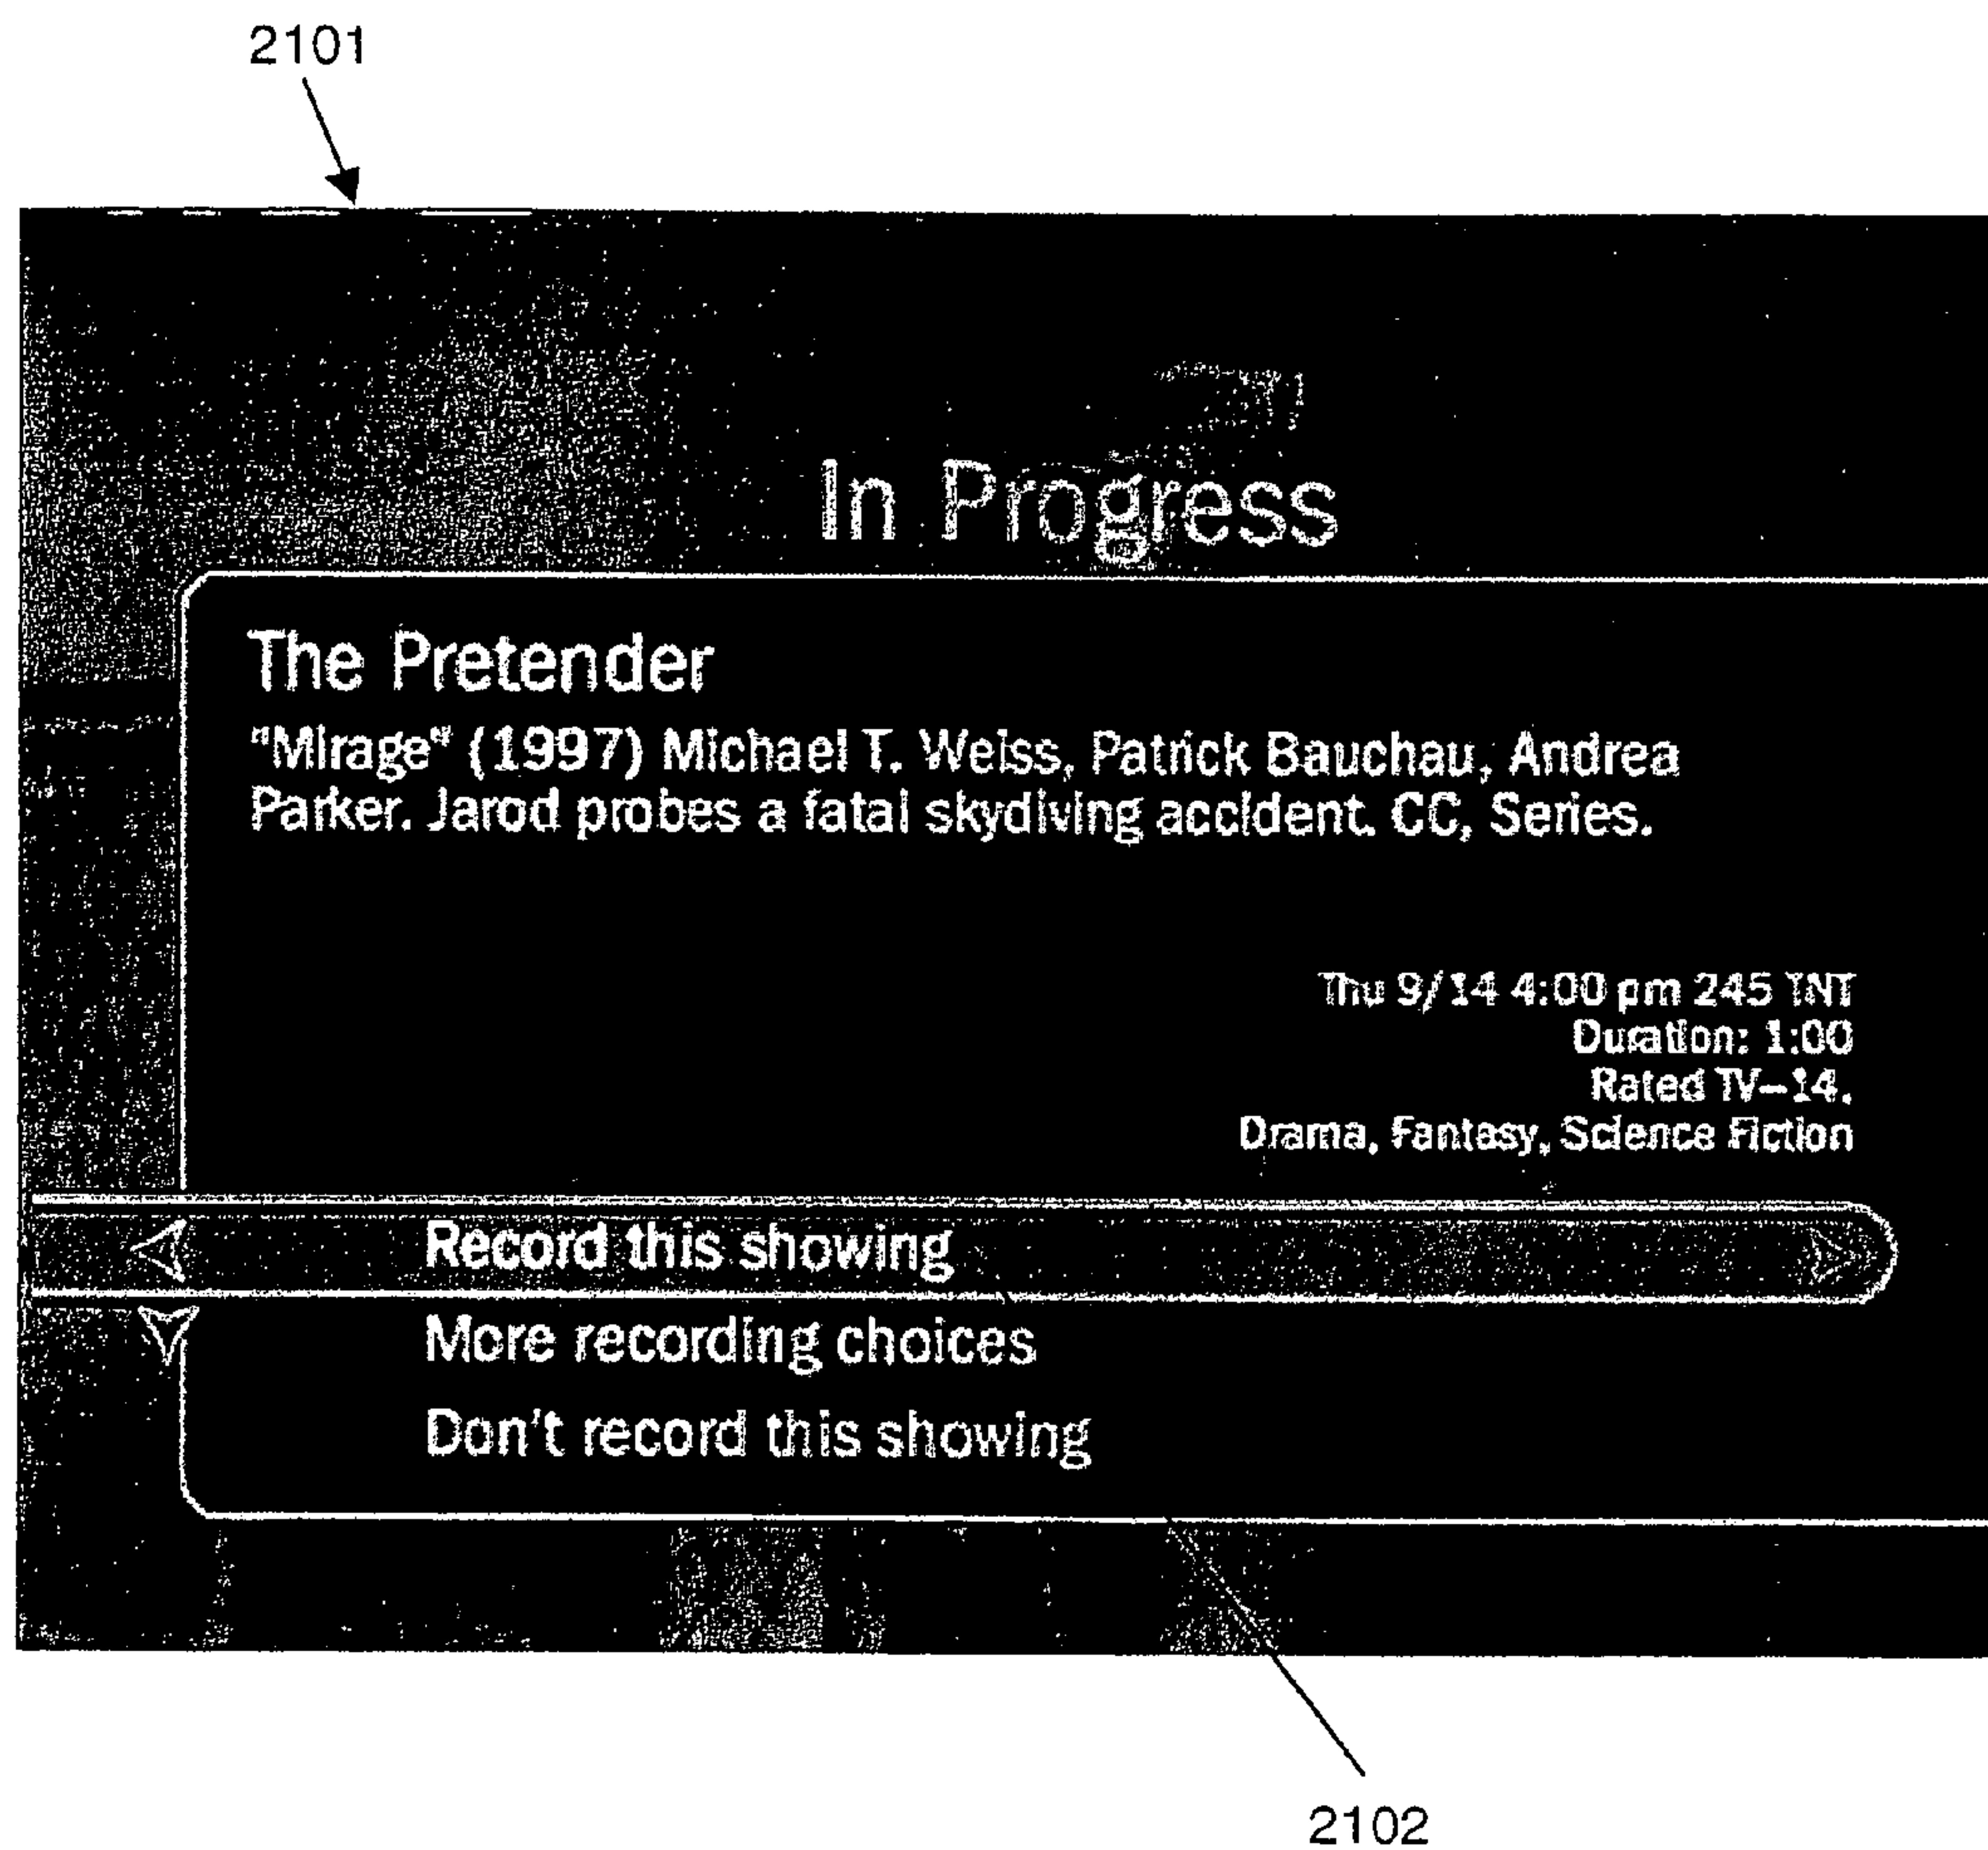 2101
In Progress
The Pretender
"Mirage" (1997) Michael T. Weiss, Patrick Bauchau, Andrea
Parker. Jarod probes a fatal skydiving accident. CC, Series.
Thu 9/14 4:00 pm 245 TNT
Duration: 1:00
Rated TV-14.
Drama, Fantasy, Science Fiction
Record this showing
More recording choices
Don't record this showing
2102